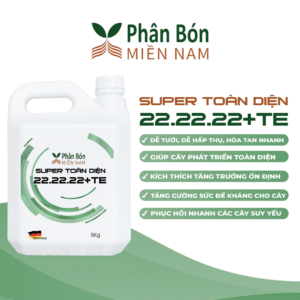 Phân Bón
MIỀN NAM
SUPER TOÀN DIỆN
22.22.22+TE
DỄ TƯỚI, DỄ HẤP THỤ, HÒA TAN NHANH
GIÚP CÂY PHÁT TRIỂN TOÀN DIỆN
KÍCH THÍCH TĂNG TRƯỞNG ỔN ĐỊNH
TĂNG CƯỜNG SỨC ĐỀ KHÁNG CHO CÂY
PHỤC HỒI NHANH CÁC CÂY SUY YẾU
Phân Bón
MIỀN NAM
SUPER TOÀN DIỆN
22.22.22+TE
Germany
5Kg